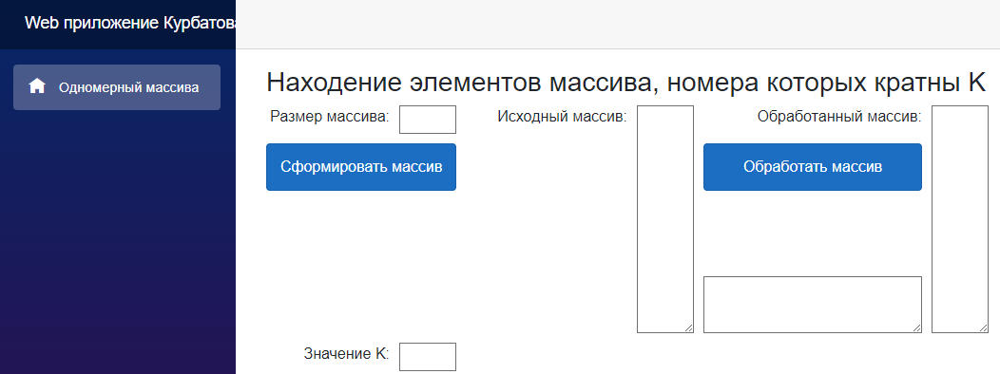 Web приложение Курбатова
Одномерный массива
Находение элементов массива, номера которых кратны K
Размер массива:
Исходный массив:
Обработанный массив:
Сформировать массив
Обработать массив
Значение K: